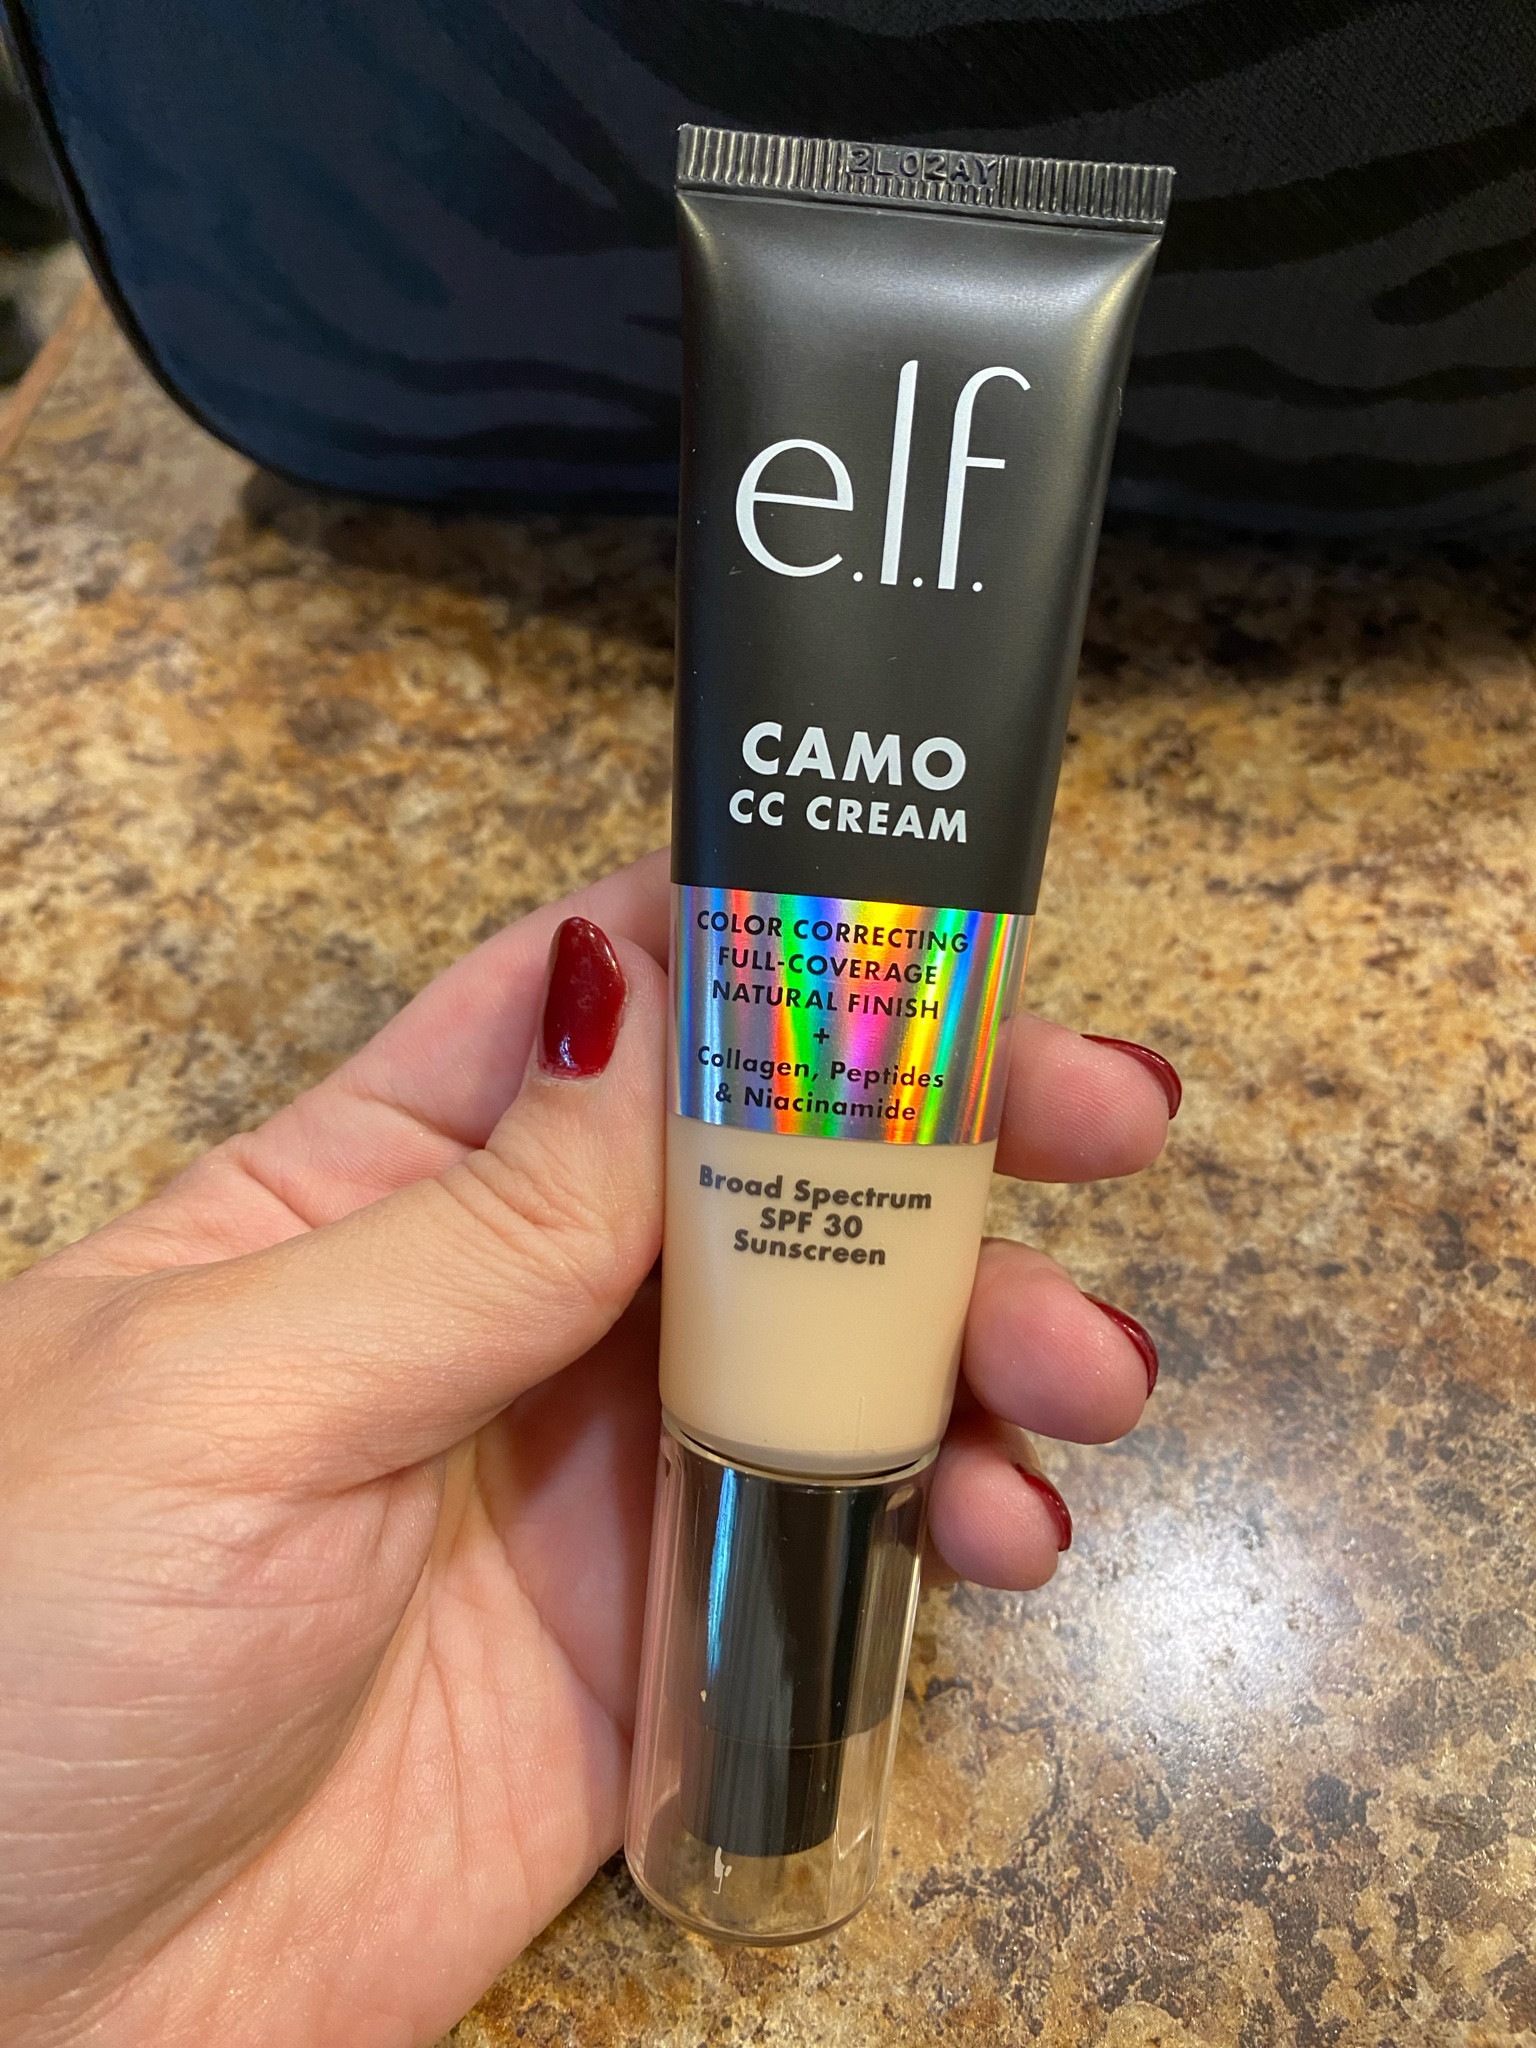 2L02AY
e.l.f.
CAMO
CC CREAM
COLOR CORRECTING
FULL-COVERAGE
NATURAL FINISH
+
Collagen, Peptides
& Niacinamide
Broad Spectrum
SPF 30
Sunscreen